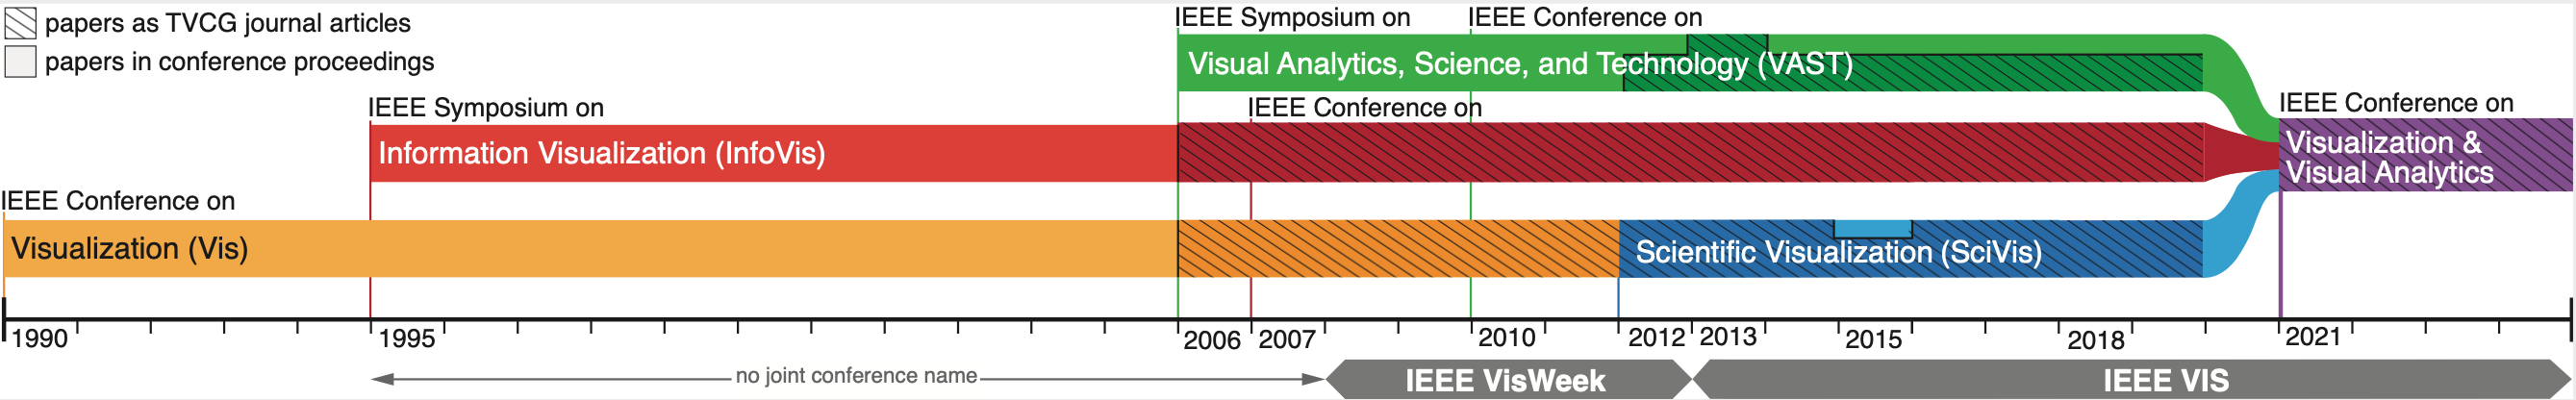 papers as TVCG journal articles
papers in conference proceedings
IEEE Symposium on
IEEE Conference on
Visual Analytics, Science, and Technology (VAST)
IEEE Symposium on
IEEE Conference on
Information Visualization (InfoVis)
IEEE Conference on
Visualization &
Visual Analytics
IEEE Conference on
Visualization (Vis)
Scientific Visualization (SciVis)
1990
1995
2006
2007
2010
2012
2013
2015
2018
2021
no joint conference name
IEEE VisWeek
IEEE VIS